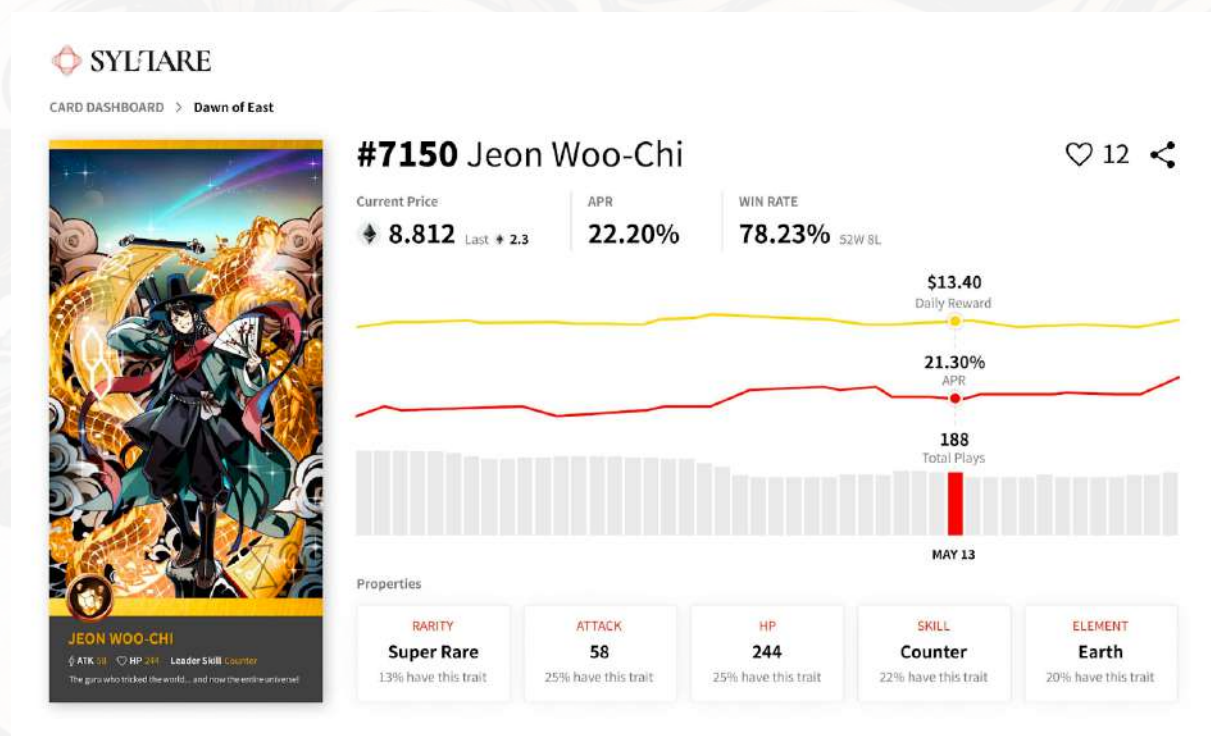 SYLTARE
CARD DASHBOARD > Dawn of East
#7150 Jeon Woo-Chi
12
Current Price
APR
WIN RATE
8.812 Last 2.3
22.20%
78.23% 52W 8L
$13.40
Daily Reward
21.30%
APR
188
Total Plays
MAY 13
Properties
RARITY
Super Rare
13% have this trait
ATTACK
58
25% have this trait
HP
244
25% have this trait
SKILL
Counter
22% have this trait
ELEMENT
Earth
20% have this trait
JEON WOO-CHI
ATK 58 HP 244 Leader Skill Counter
The guru who tricked the world... and now the entire universe!